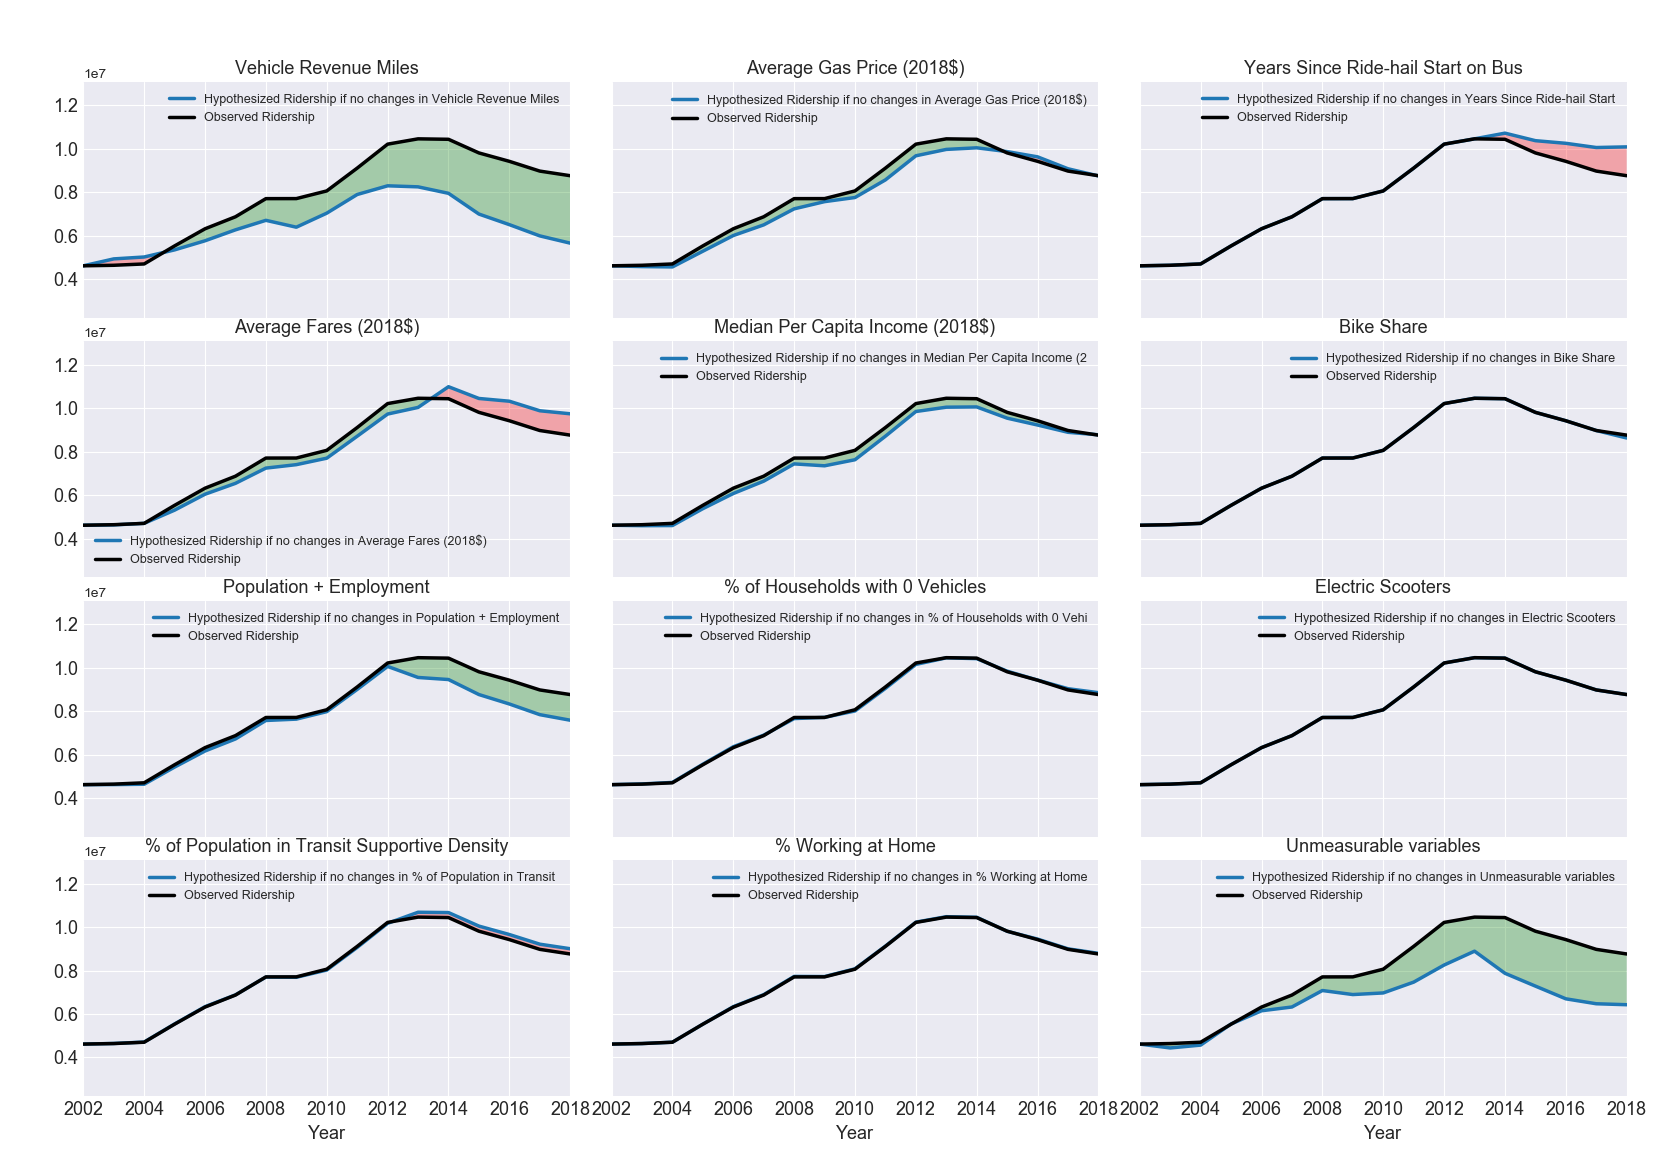 Vehicle Revenue Miles
1e7
Hypothesized Ridership if no changes in Vehicle Revenue Miles
Observed Ridership
1.2
1.0
0.8
0.6
0.4
Average Gas Price (2018$)
Hypothesized Ridership if no changes in Average Gas Price (2018$)
Observed Ridership
Years Since Ride-hail Start on Bus
Hypothesized Ridership if no changes in Years Since Ride-hail Start
Observed Ridership
Average Fares (2018$)
1e7
1.2
1.0
0.8
0.6
0.4
Hypothesized Ridership if no changes in Average Fares (2018$)
Observed Ridership
Median Per Capita Income (2018$)
Hypothesized Ridership if no changes in Median Per Capita Income (2
Observed Ridership
Bike Share
Hypothesized Ridership if no changes in Bike Share
Observed Ridership
Population + Employment
1e7
Hypothesized Ridership if no changes in Population + Employment
Observed Ridership
1.2
1.0
0.8
0.6
0.4
% of Households with 0 Vehicles
Hypothesized Ridership if no changes in % of Households with 0 Vehi
Observed Ridership
Electric Scooters
Hypothesized Ridership if no changes in Electric Scooters
Observed Ridership
% of Population in Transit Supportive Density
1e7
Hypothesized Ridership if no changes in % of Population in Transit
Observed Ridership
1.2
1.0
0.8
0.6
0.4
2002 2004 2006 2008 2010 2012 2014 2016 2018
Year
% Working at Home
Hypothesized Ridership if no changes in % Working at Home
Observed Ridership
2002 2004 2006 2008 2010 2012 2014 2016 2018
Year
Unmeasurable variables
Hypothesized Ridership if no changes in Unmeasurable variables
Observed Ridership
2002 2004 2006 2008 2010 2012 2014 2016 2018
Year